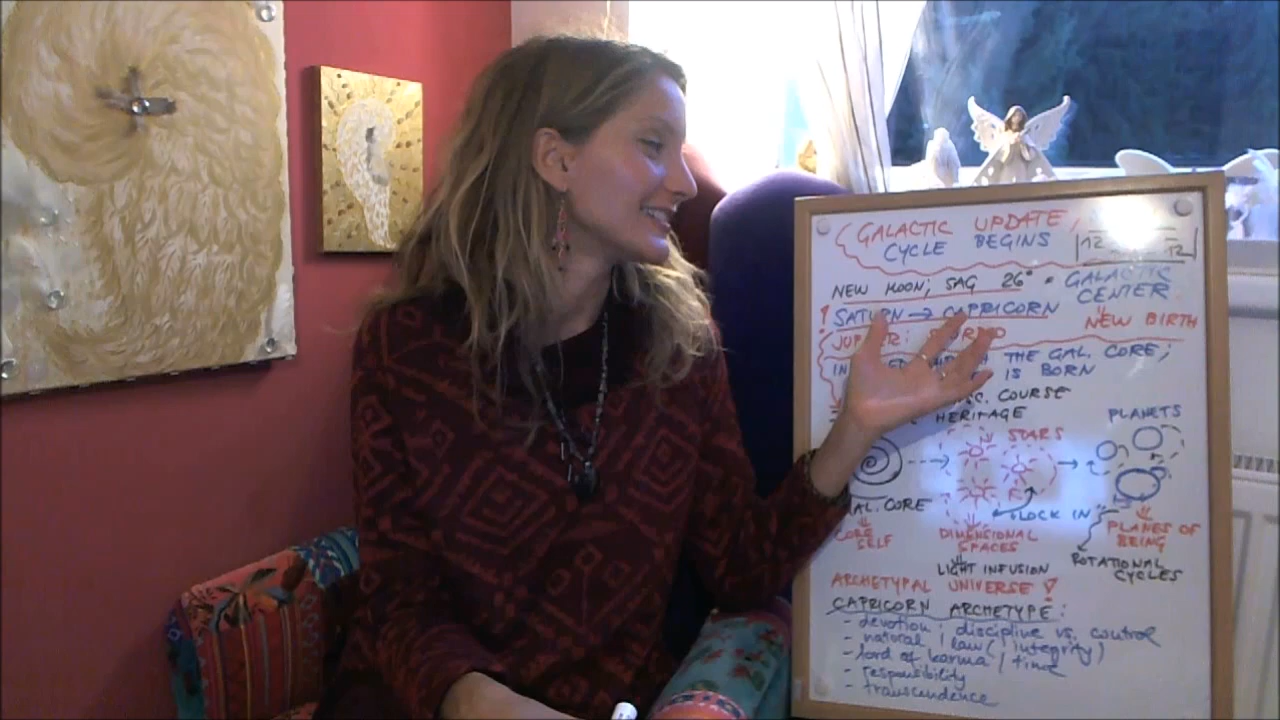 GALACTIC UPDATE,
CYCLE BEGINS
12
12
NEW MOON; SAG 26° = GALACTIC
CENTER
! SATURN → CAPRICORN
NEW BIRTH
THE GAL. CORE;
IS BORN
COURSE
HERITAGE
PLANETS
STARS
CORE
LOCK IN
CORE
SELF
DIMENSIONAL
SPACES
PLANES OF
BEING
LIGHT INFUSION
ROTATIONAL
CYCLES
ARCHETYPAL UNIVERSE !
CAPRICORN ARCHETYPE:
- devotion, discipline vs. control
- natural law (integrity)
- lord of karma / time
- responsibility
- transcendence